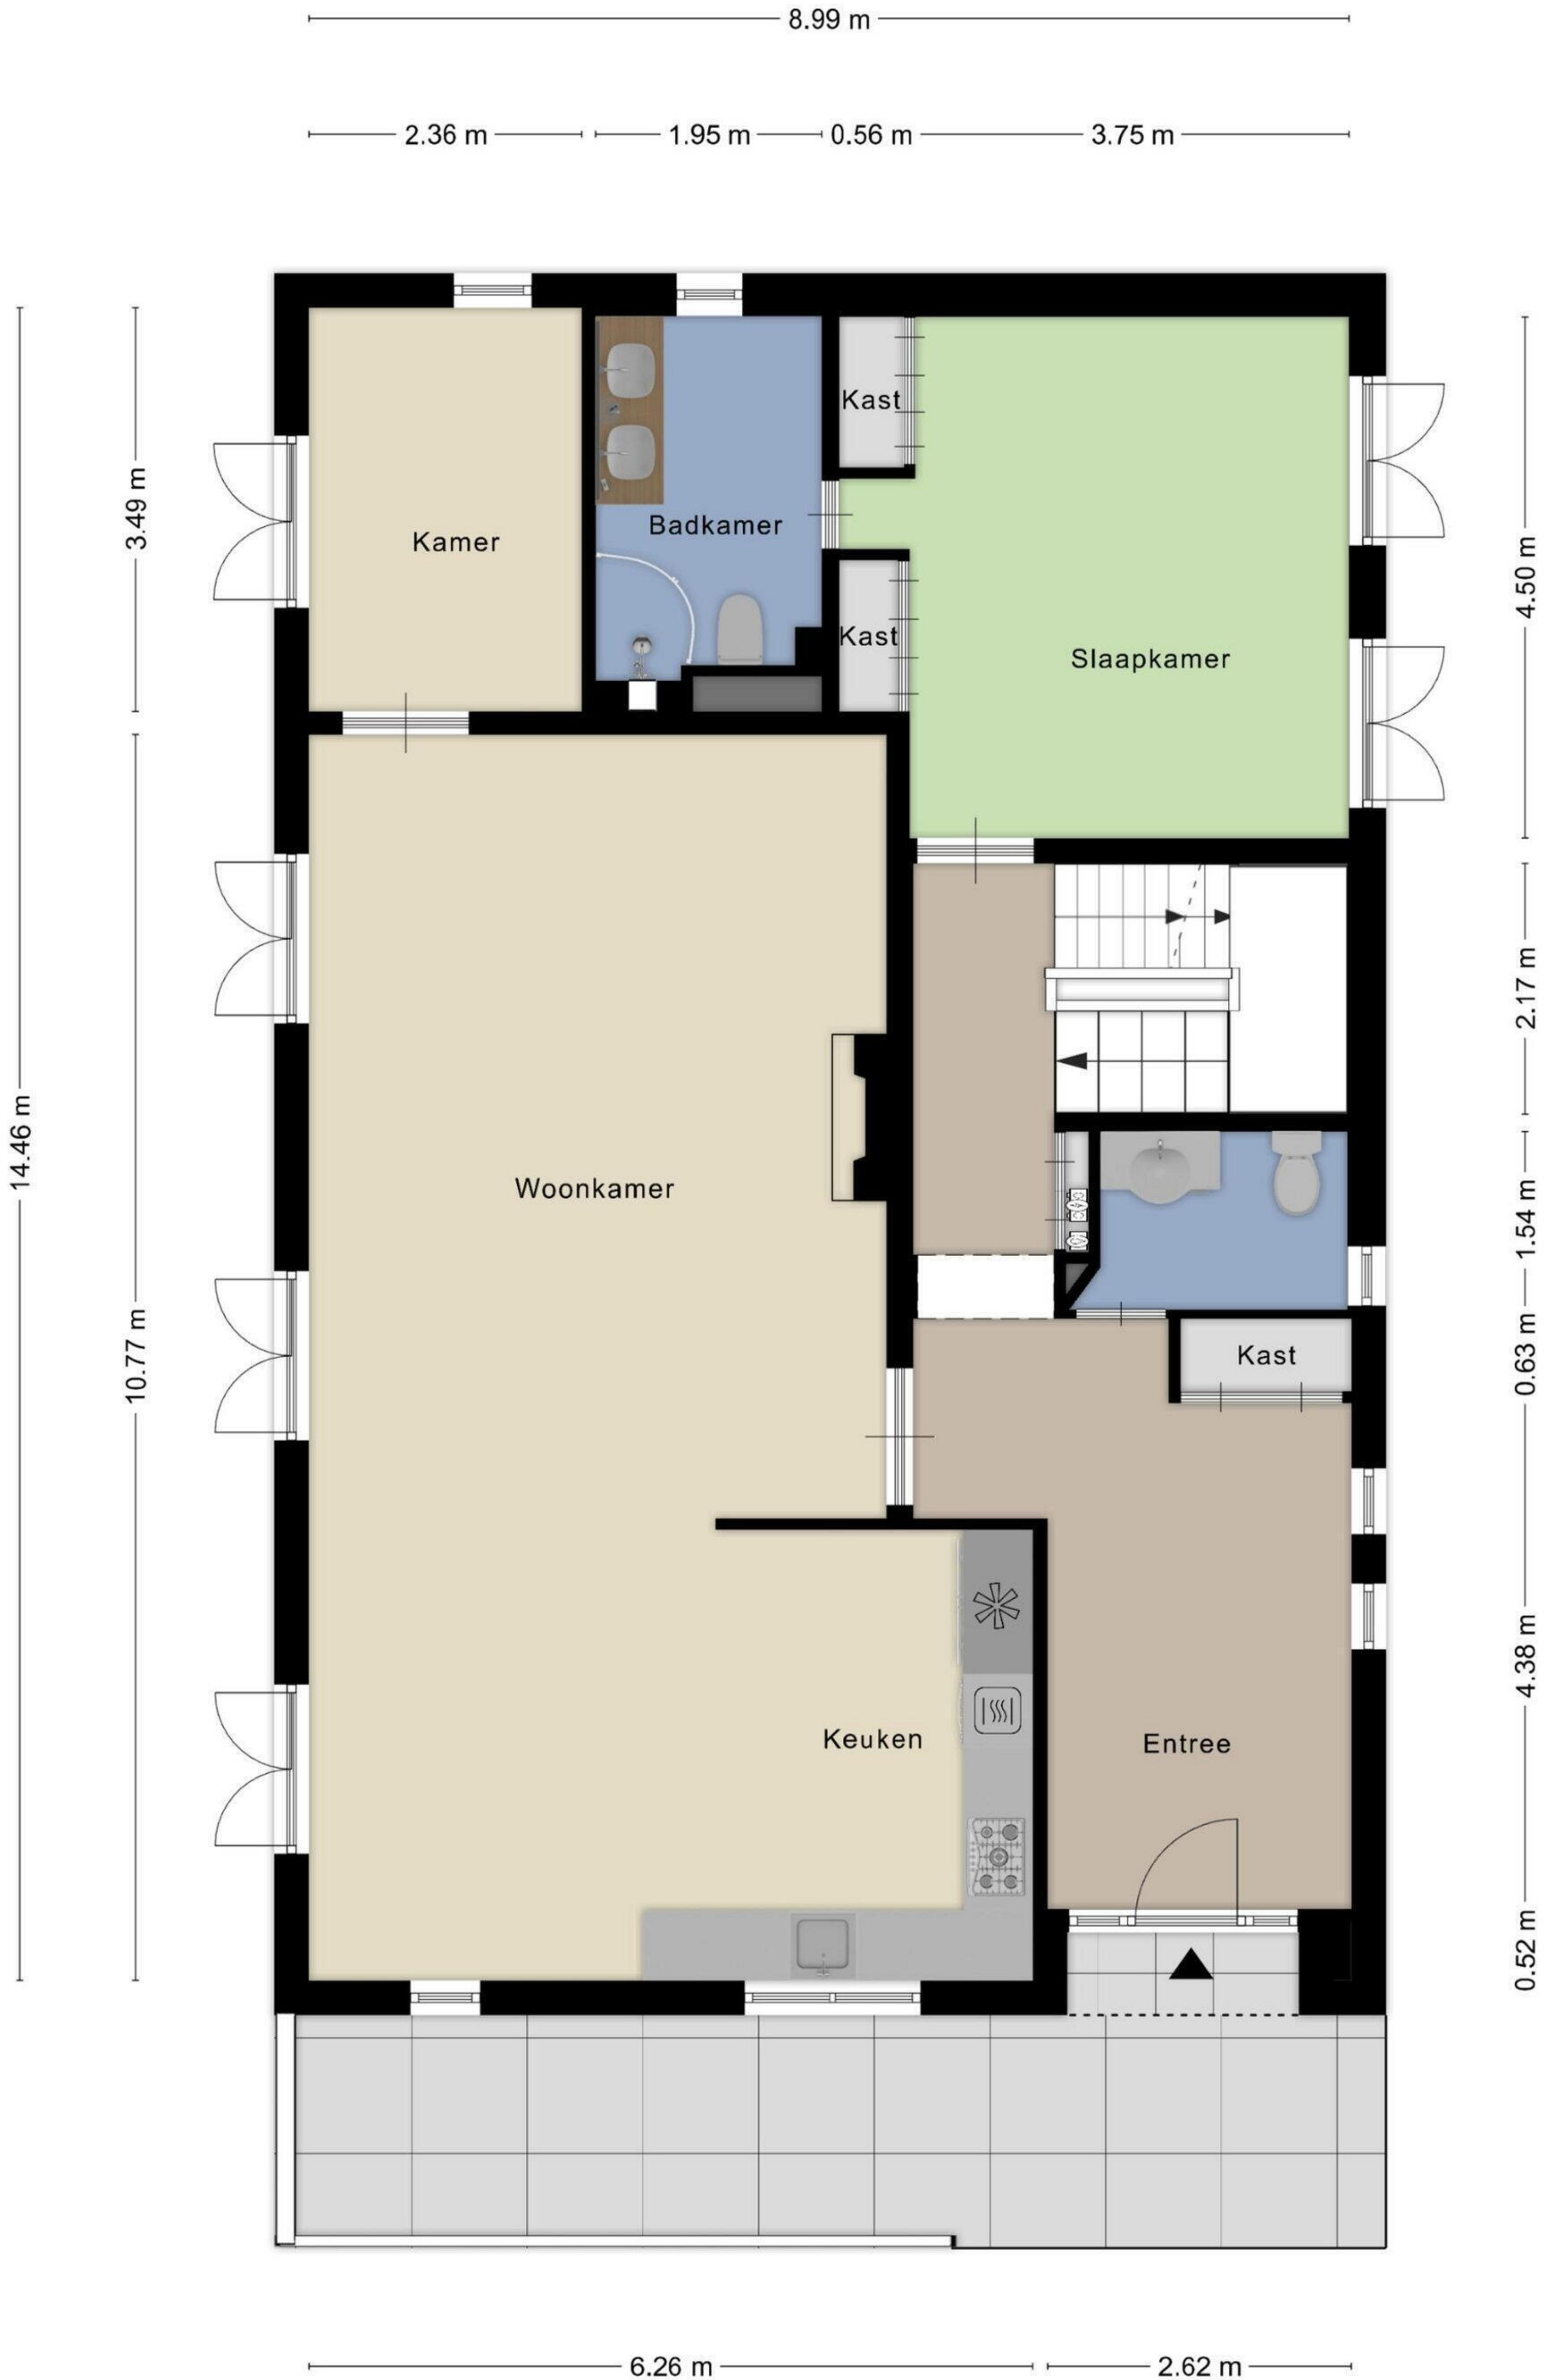 8.99 m
2.36 m
1.95 m
0.56 m
3.75 m
Kast
Badkamer
Kamer
3.49 m
4.50 m
Kast
Slaapkamer
2.17 m
14.46 m
Woonkamer
1.54 m
10.77 m
Kast
0.63 m
4.38 m
Keuken
Entree
0.52 m
6.26 m
2.62 m